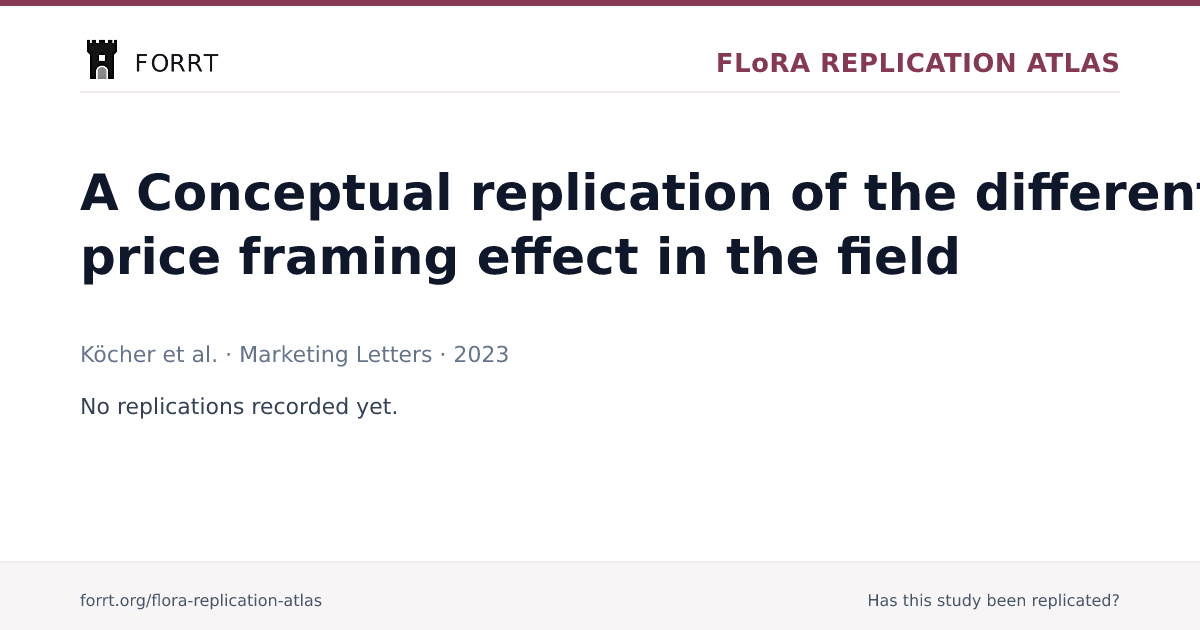 FORRT
FLoRA REPLICATION ATLAS
A Conceptual replication of the different
price framing effect in the field
Köcher et al. · Marketing Letters · 2023
No replications recorded yet.
forrt.org/flora-replication-atlas
Has this study been replicated?